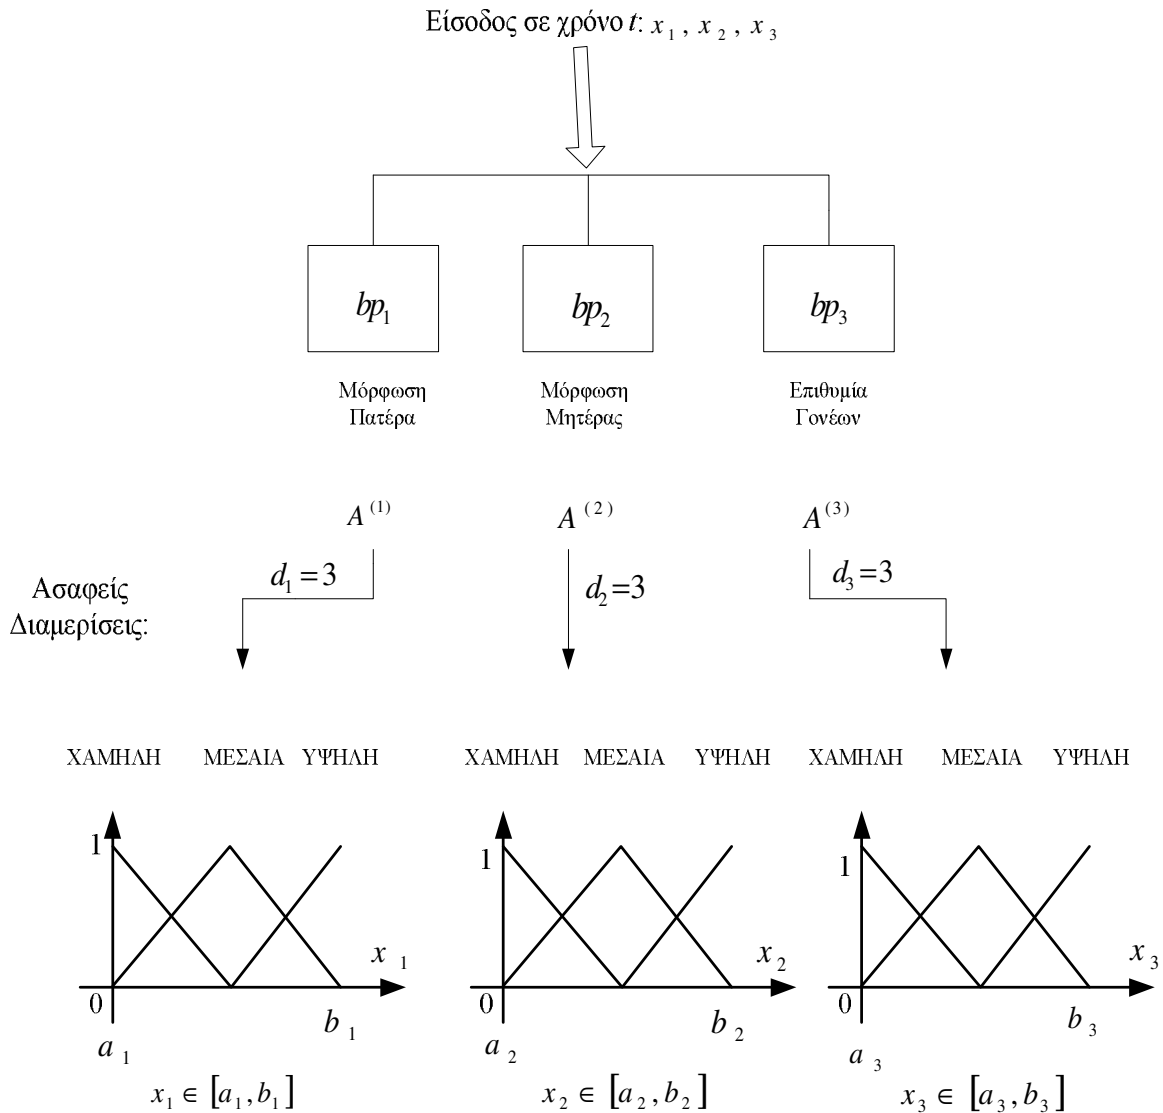 Είσοδος σε χρόνο t: x₁ , x₂ , x₃
bp₁ bp₂ bp₃
Μόρφωση Μόρφωση Επιθυμία
Πατέρα Μητέρας Γονέων
A⁽¹⁾ A⁽²⁾ A⁽³⁾
Ασαφείς
Διαμερίσεις:
d₁=3 d₂=3 d₃=3
ΧΑΜΗΛΗ ΜΕΣΑΙΑ ΥΨΗΛΗ ΧΑΜΗΛΗ ΜΕΣΑΙΑ ΥΨΗΛΗ ΧΑΜΗΛΗ ΜΕΣΑΙΑ ΥΨΗΛΗ
1 1 1
x₁ x₂ x₃
0 0 0
b₁ b₂ b₃
a₁ a₂ a₃
x₁ ∈ [a₁, b₁] x₂ ∈ [a₂, b₂] x₃ ∈ [a₃, b₃]